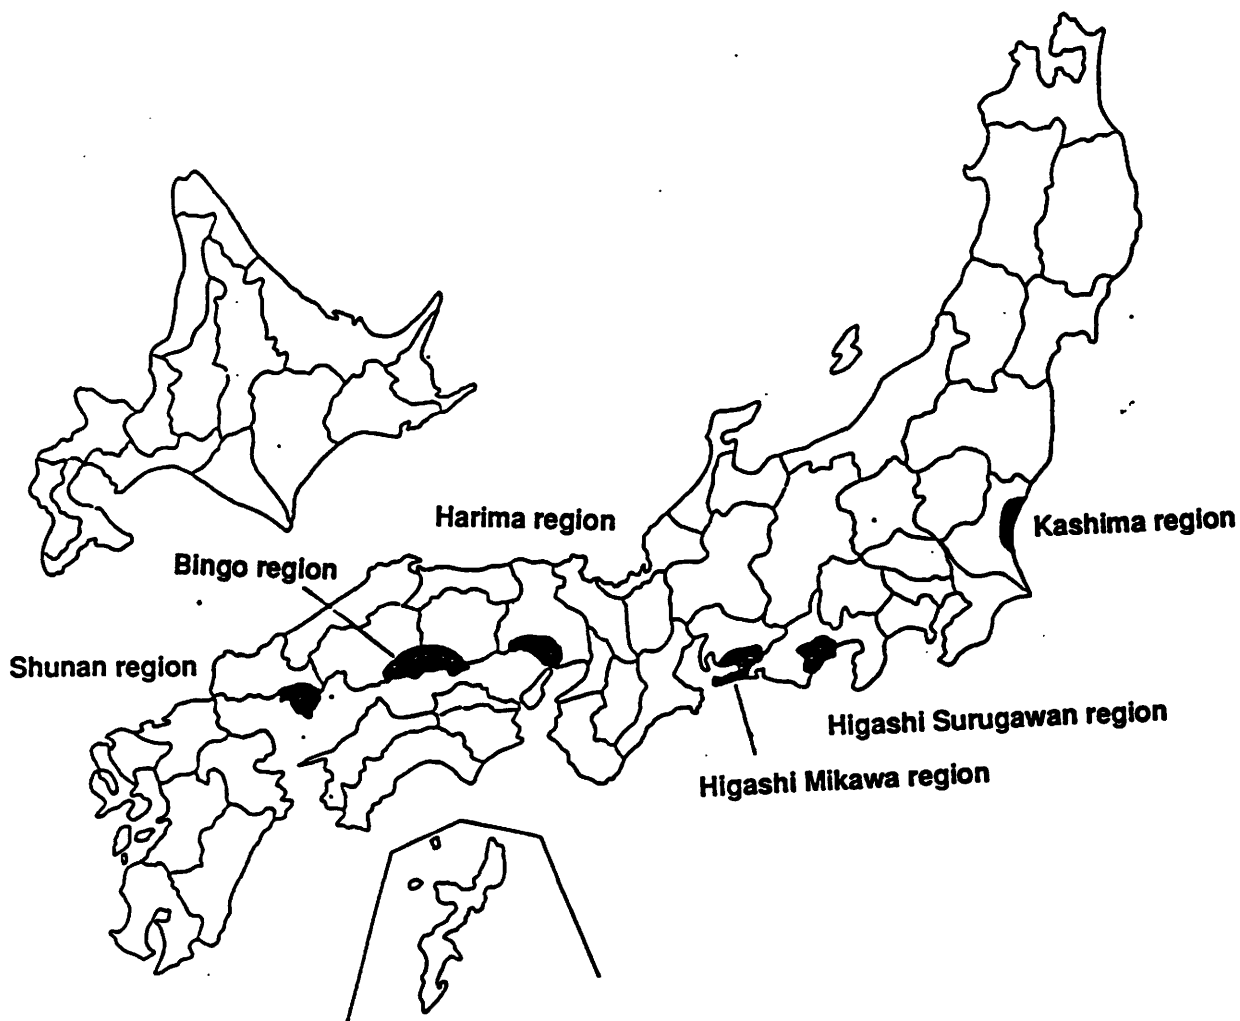 Harima region
Kashima region
Bingo region
Shunan region
Higashi Surugawan region
Higashi Mikawa region